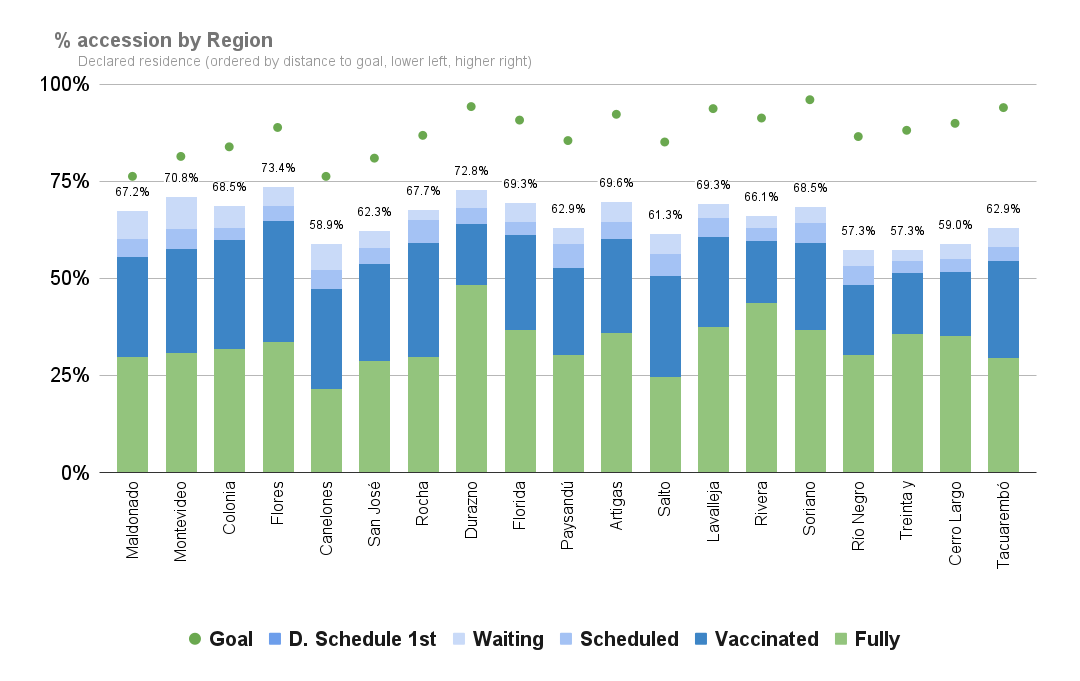 % accession by Region
Declared residence (ordered by distance to goal, lower left, higher right)
100%
75%
50%
25%
0%
67.2%
70.8%
68.5%
73.4%
58.9%
62.3%
67.7%
72.8%
69.3%
62.9%
69.6%
61.3%
69.3%
66.1%
68.5%
57.3%
57.3%
59.0%
62.9%
Maldonado
Montevideo
Colonia
Flores
Canelones
San José
Rocha
Durazno
Florida
Paysandú
Artigas
Salto
Lavalleja
Rivera
Soriano
Río Negro
Treinta y
Cerro Largo
Tacuarembó
Goal D. Schedule 1st Waiting Scheduled Vaccinated Fully